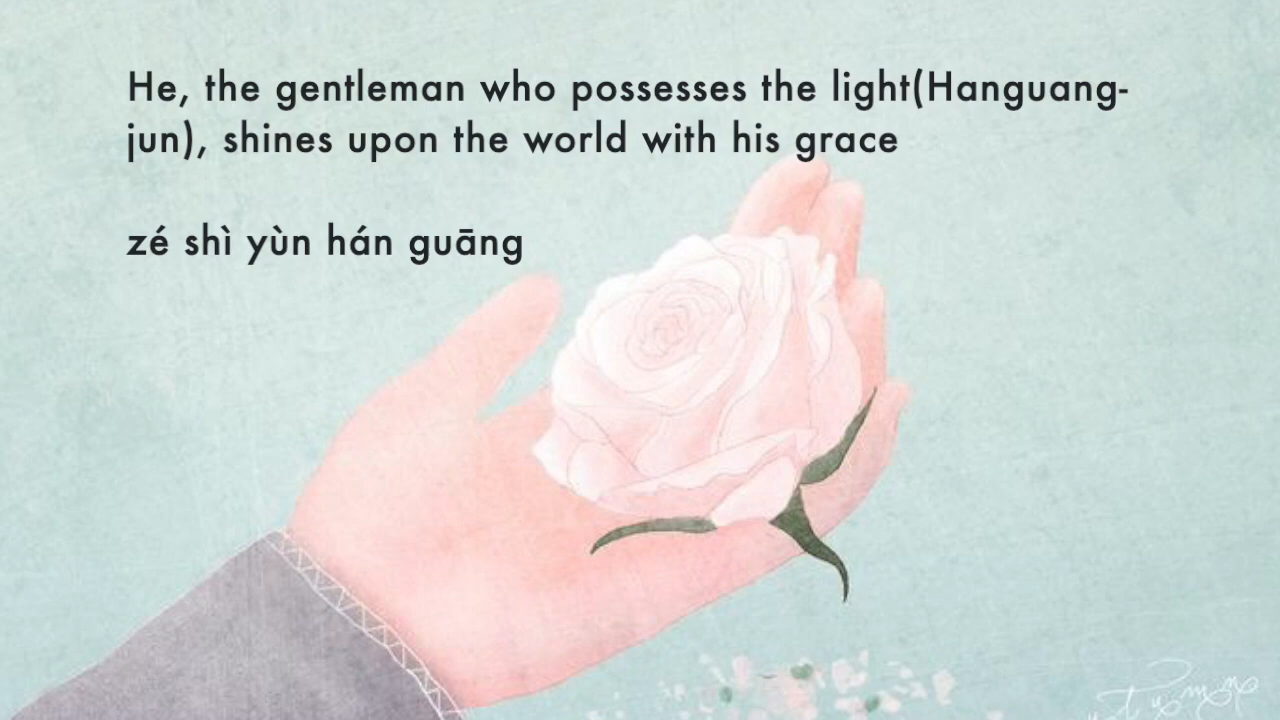 He, the gentleman who possesses the light(Hanguang-
jun), shines upon the world with his grace
zé shì yùn hán guāng